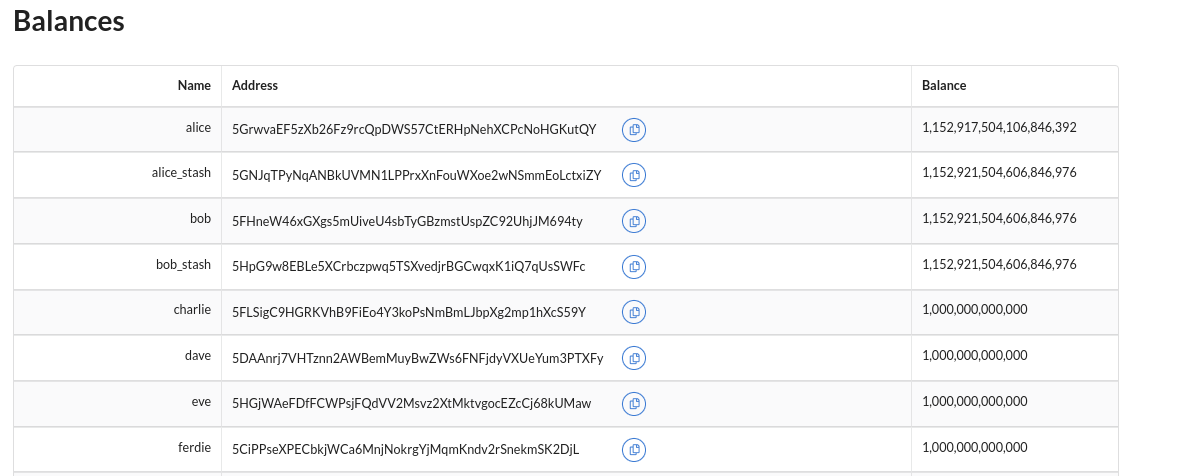 Balances
Name Address Balance
alice 5GrwvaEF5zXb26Fz9rcQpDWS57CtERHpNehXCPcNoHGKutQY 1,152,917,504,106,846,392
alice_stash 5GNJqTPyNqANBkUVMN1LPPrxXnFouWXoe2wNSmmEoLctxiZY 1,152,921,504,606,846,976
bob 5FHneW46xGXgs5mUiveU4sbTyGBzmstUspZC92UhjJM694ty 1,152,921,504,606,846,976
bob_stash 5HpG9w8EBLe5XCrbczpwq5TSXvedjrBGCwqxK1iQ7qUsSWFc 1,152,921,504,606,846,976
charlie 5FLSigC9HGRKVhB9FiEo4Y3koPsNmBmLJbpXg2mp1hXcS59Y 1,000,000,000,000
dave 5DAAnrj7VHTznn2AWBemMuyBwZWs6FNFjdyVXUeYum3PTXFy 1,000,000,000,000
eve 5HGjWAeFDfFCWPsjFQdVV2Msvz2XtMktvgocEZcCj68kUMaw 1,000,000,000,000
ferdie 5CiPPseXPECbkjWCa6MnjNokrgYjMqmKndv2rSnekmSK2DjL 1,000,000,000,000